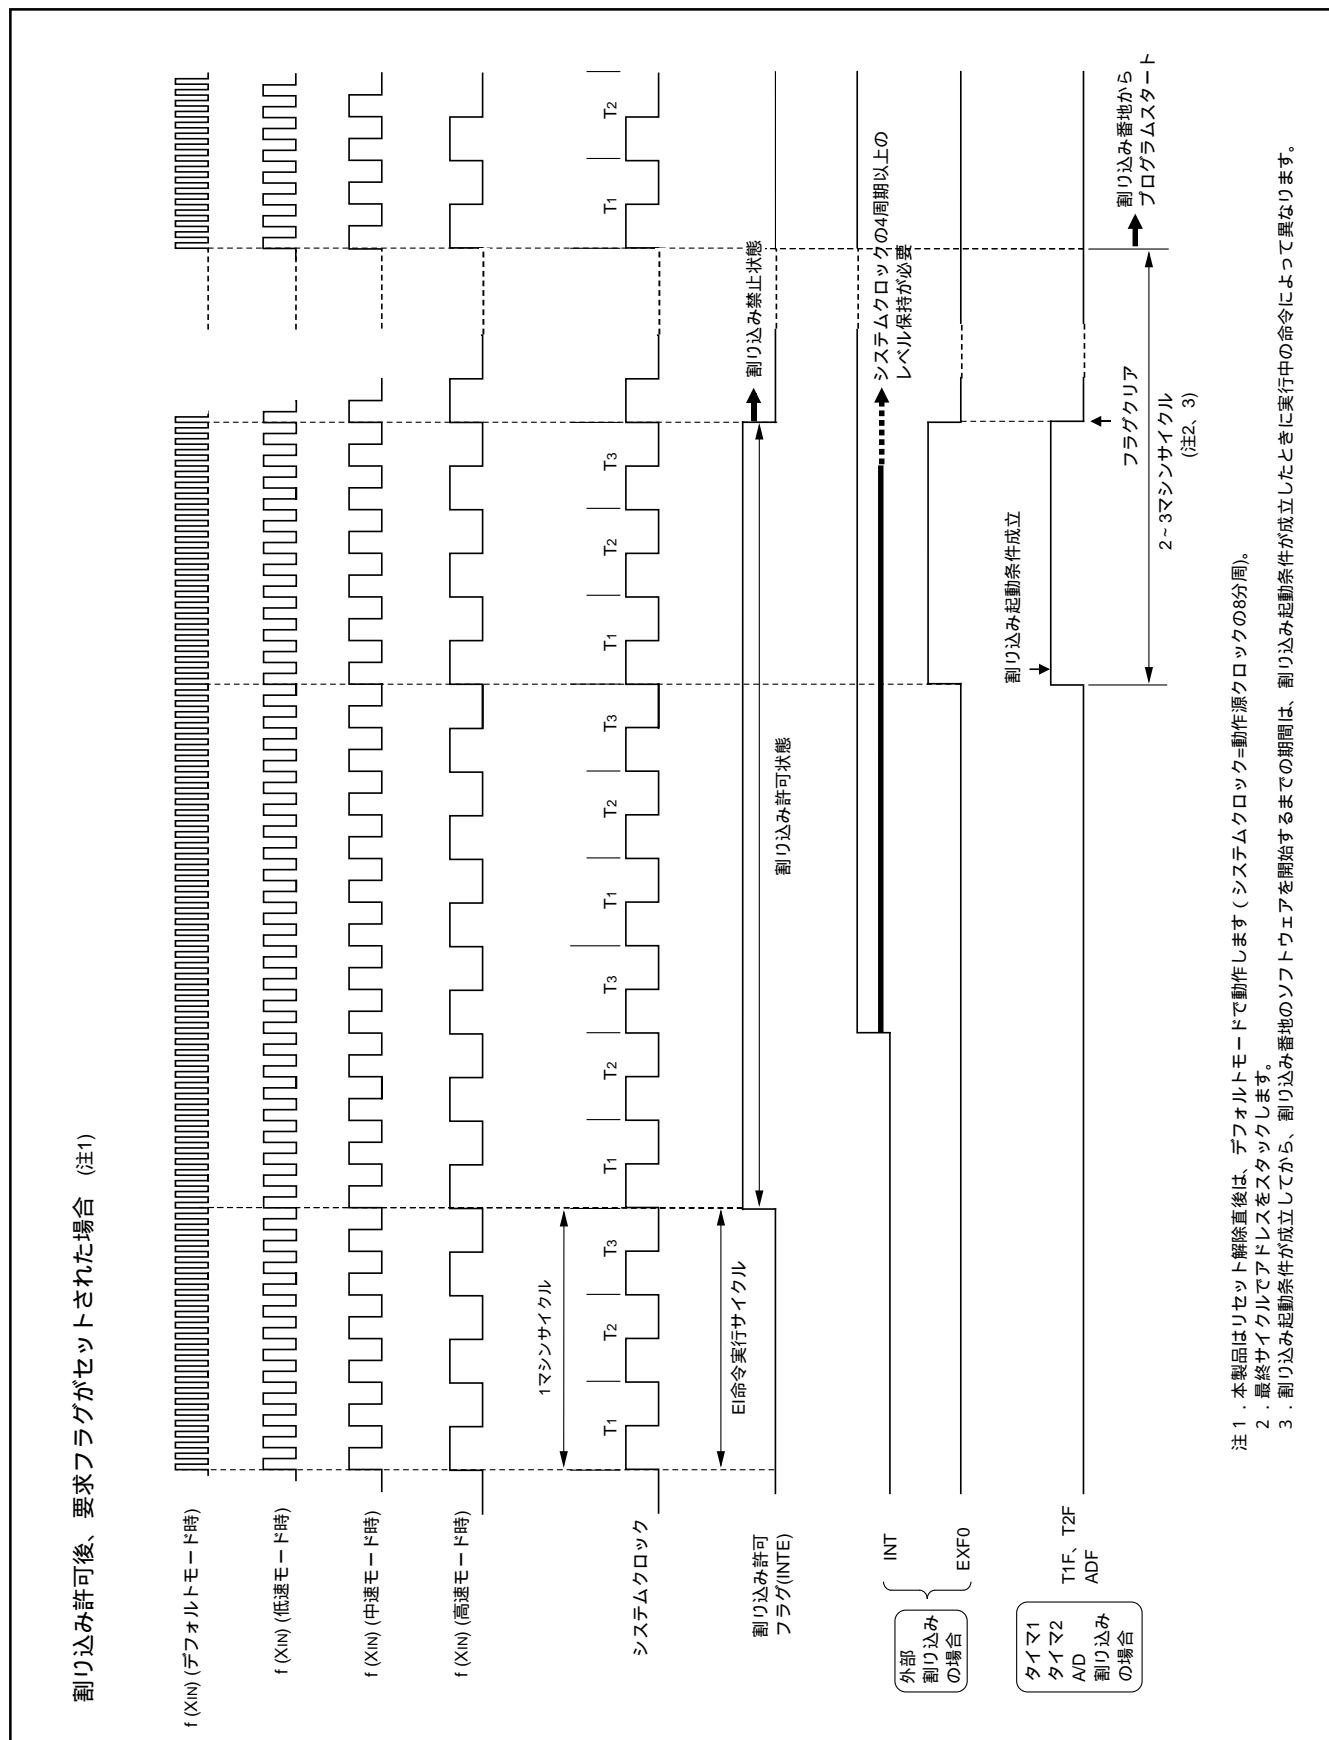 割り込み許可後、要求フラグがセットされた場合 (注1)
f (XIN) (デフォルトモード時)
f (XIN) (低速モード時)
f (XIN) (中速モード時)
f (XIN) (高速モード時)
1マシンサイクル
システムクロック
T1 T2 T3 T1 T2 T3 T1 T2 T3 T1 T2 T3 T1 T2
EI命令実行サイクル
割り込み許可
フラグ(INTE)
割り込み許可状態
割り込み禁止状態
外部
割り込み
の場合
INT
システムクロックの4周期以上の
レベル保持が必要
EXF0
タイマ1
タイマ2
A/D
割り込み
の場合
T1F、T2F
ADF
割り込み起動条件成立
フラグクリア
2~3マシンサイクル
(注2、3)
割り込み番地から
プログラムスタート
注 1.本製品はリセット解除直後は、デフォルトモードで動作します(システムクロック=動作源クロックの8分周)。
2.最終サイクルでアドレスをスタックします。
3.割り込み起動条件が成立してから、割り込み番地のソフトウェアを開始するまでの期間は、割り込み起動条件が成立したときに実行中の命令によって異なります。